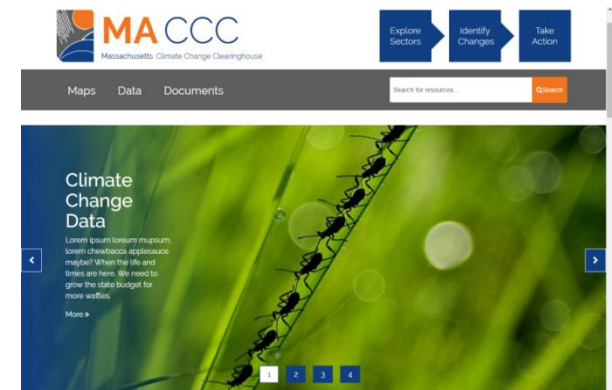 MA CCC
Massachusetts Climate Change Clearinghouse
Explore
Sectors
Identify
Changes
Take
Action
Maps Data Documents
Search for resources...
Search
Climate
Change
Data
Lorem ipsum loreum mupsum,
lorem chewbacca applesauce
maybe? When the life and
times are here. We need to
grow the state budget for
more waffles.
More »
1 2 3 4